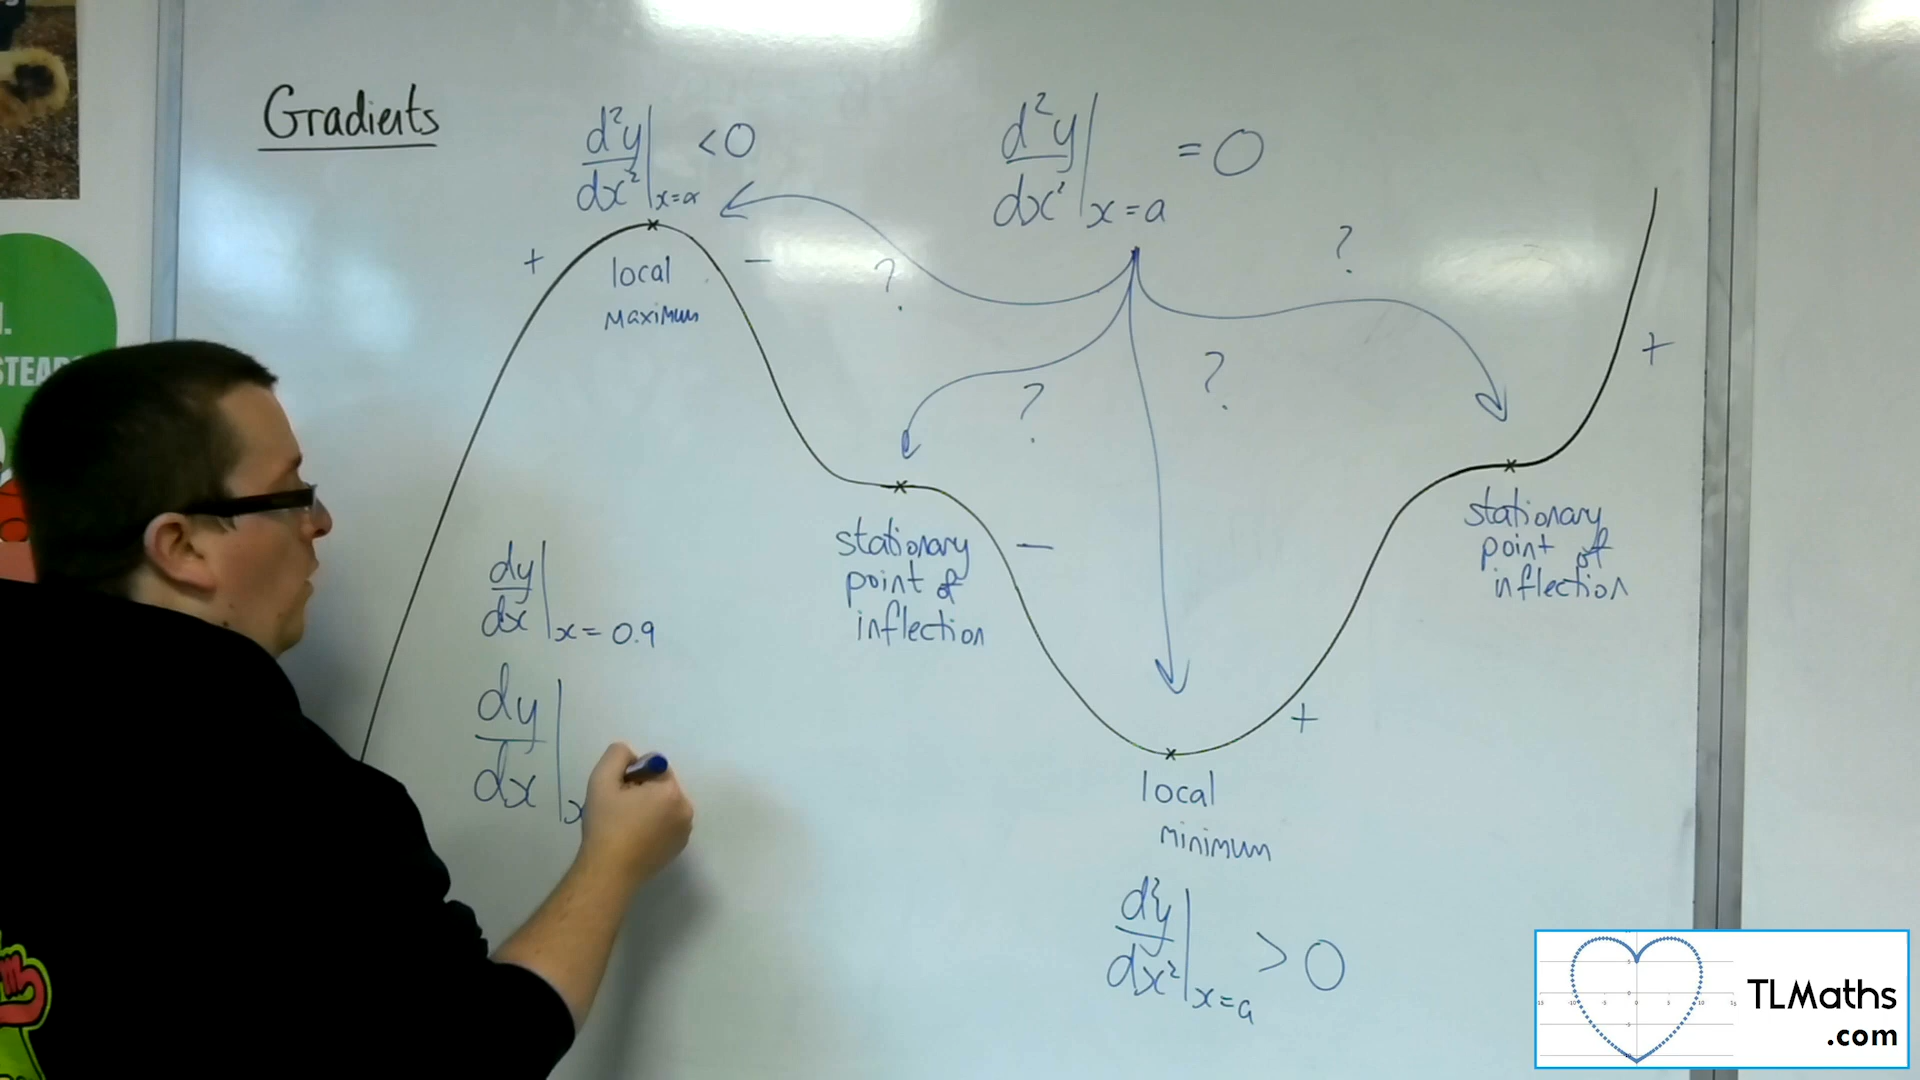 Gradients
d²y/dx² |x=a < 0
d²y/dx² |x=a = 0
+
local
maximum
−
?
?
?
?
+
stationary
point of
inflection
−
stationary
point of
inflection
dy/dx |x=0.9
dy/dx |x
+
local
minimum
d²y/dx² |x=a > 0
TLMaths
.com